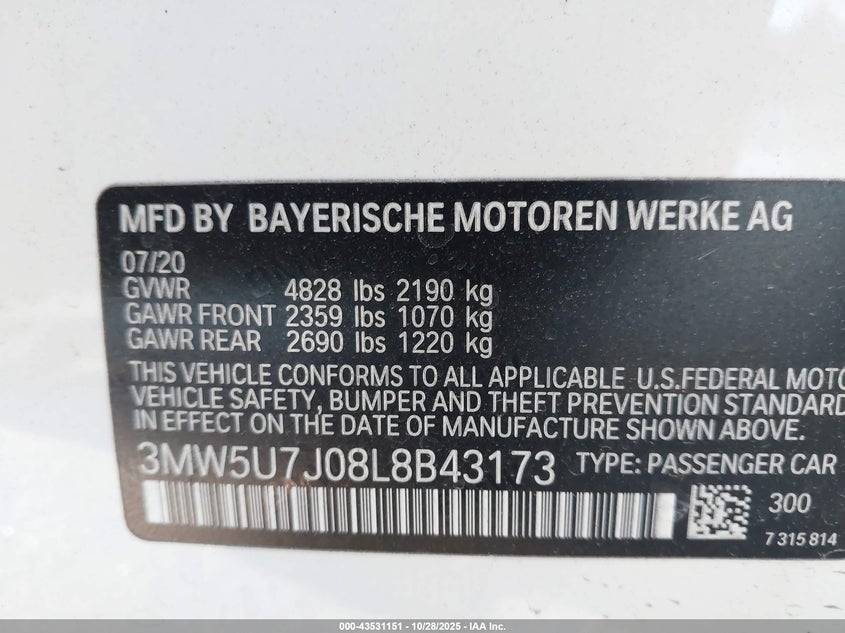 MFD BY BAYERISCHE MOTOREN WERKE AG
07/20
GVWR 4828 lbs 2190 kg
GAWR FRONT 2359 lbs 1070 kg
GAWR REAR 2690 lbs 1220 kg
THIS VEHICLE CONFORMS TO ALL APPLICABLE U.S.FEDERAL MOTO
VEHICLE SAFETY, BUMPER AND THEFT PREVENTION STANDARD
IN EFFECT ON THE DATE OF MANUFACTURE SHOWN ABOVE.
3MW5U7J08L8B43173 TYPE: PASSENGER CAR
300
7 315 814
000-43531151 - 10/28/2025 - IAA Inc.